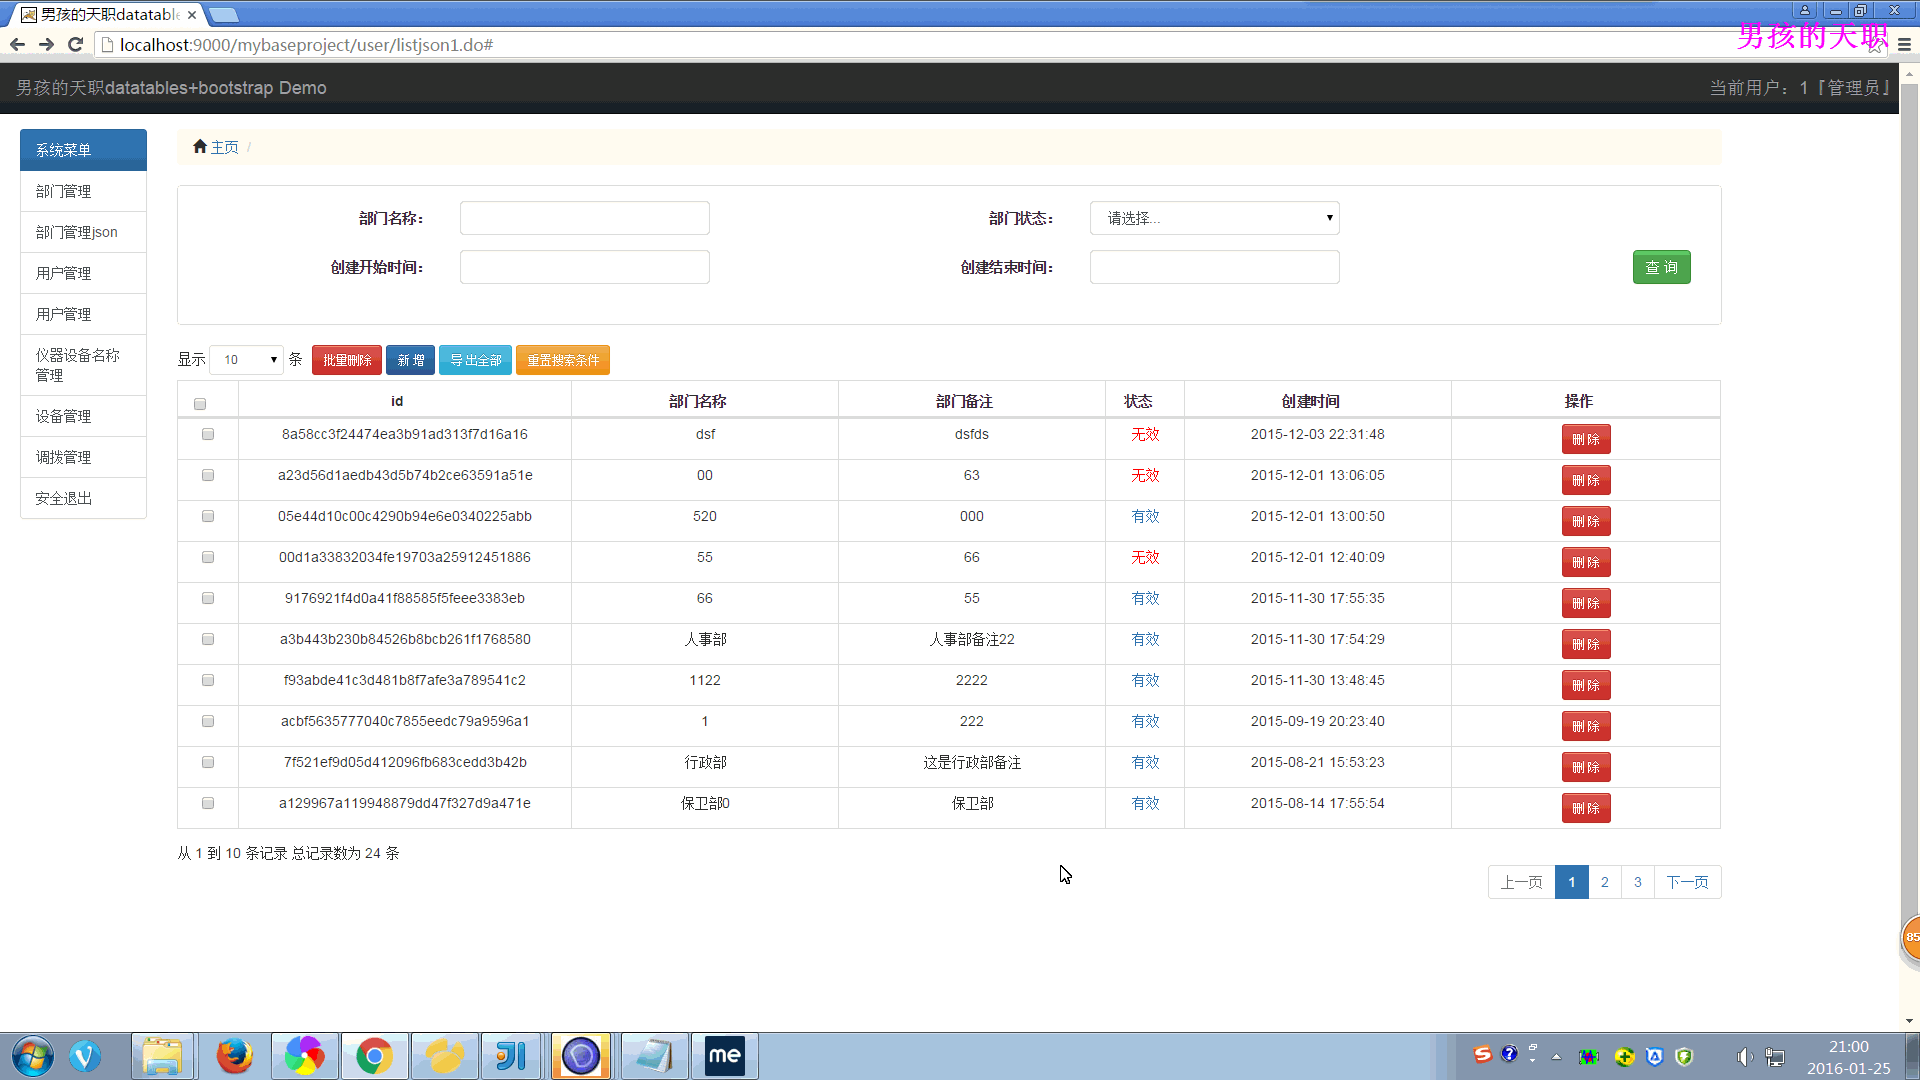 男孩的天职datatabl
localhost:9000/mybaseproject/user/listjson1.do#
男孩的天职
男孩的天职datatables+bootstrap Demo
当前用户：1『管理员』
系统菜单
部门管理
部门管理json
用户管理
用户管理
仪器设备名称
管理
设备管理
调拨管理
安全退出
主页 /
部门名称：
部门状态： 请选择...
创建开始时间：
创建结束时间：
查 询
显示 10 条 批里删除 新 增 导出全部 重置搜索条件
id 部门名称 部门备注 状态 创建时间 操作
8a58cc3f24474ea3b91ad313f7d16a16 dsf dsfds 无效 2015-12-03 22:31:48 删 除
a23d56d1aedb43d5b74b2ce63591a51e 00 63 无效 2015-12-01 13:06:05 删 除
05e44d10c00c4290b94e6e0340225abb 520 000 有效 2015-12-01 13:00:50 删 除
00d1a33832034fe19703a25912451886 55 66 无效 2015-12-01 12:40:09 删 除
9176921f4d0a41f88585f5feee3383eb 66 55 有效 2015-11-30 17:55:35 删 除
a3b443b230b84526b8bcb261f1768580 人事部 人事部备注22 有效 2015-11-30 17:54:29 删 除
f93abde41c3d481b8f7afe3a789541c2 1122 2222 有效 2015-11-30 13:48:45 删 除
acbf5635777040c7855eedc79a9596a1 1 222 有效 2015-09-19 20:23:40 删 除
7f521ef9d05d412096fb683cedd3b42b 行政部 这是行政部备注 有效 2015-08-21 15:53:23 删 除
a129967a119948879dd47f327d9a471e 保卫部0 保卫部 有效 2015-08-14 17:55:54 删 除
从 1 到 10 条记录 总记录数为 24 条
上一页 1 2 3 下一页
85
me
21:00
2016-01-25